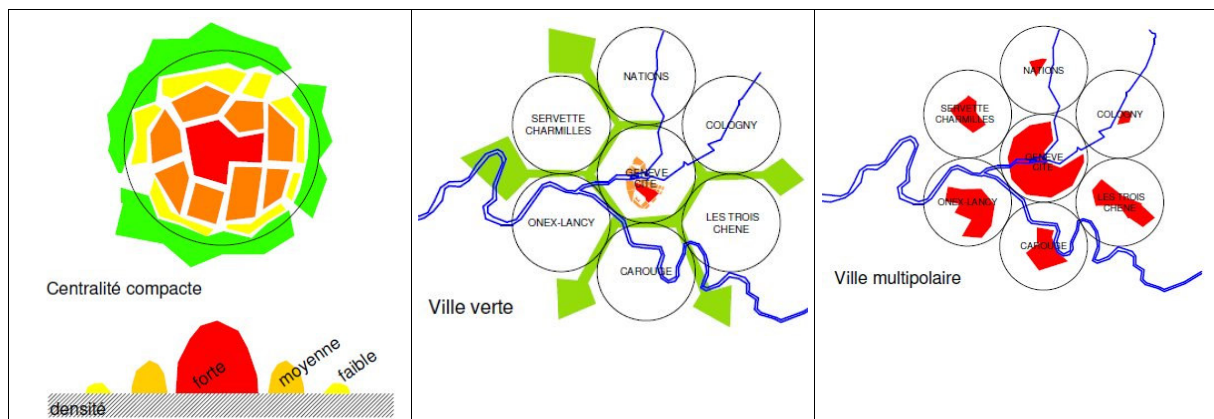 Centralité compacte
forte
moyenne
faible
densité
NATIONS
SERVETTE
CHARMILLES
COLOGNY
GENEVE
CITE
ONEX-LANCY
LES TROIS
CHENE
CAROUGE
Ville verte
NATIONS
SERVETTE
CHARMILLES
COLOGNY
GENEVE
CITE
ONEX-LANCY
LES TROIS
CHENE
CAROUGE
Ville multipolaire